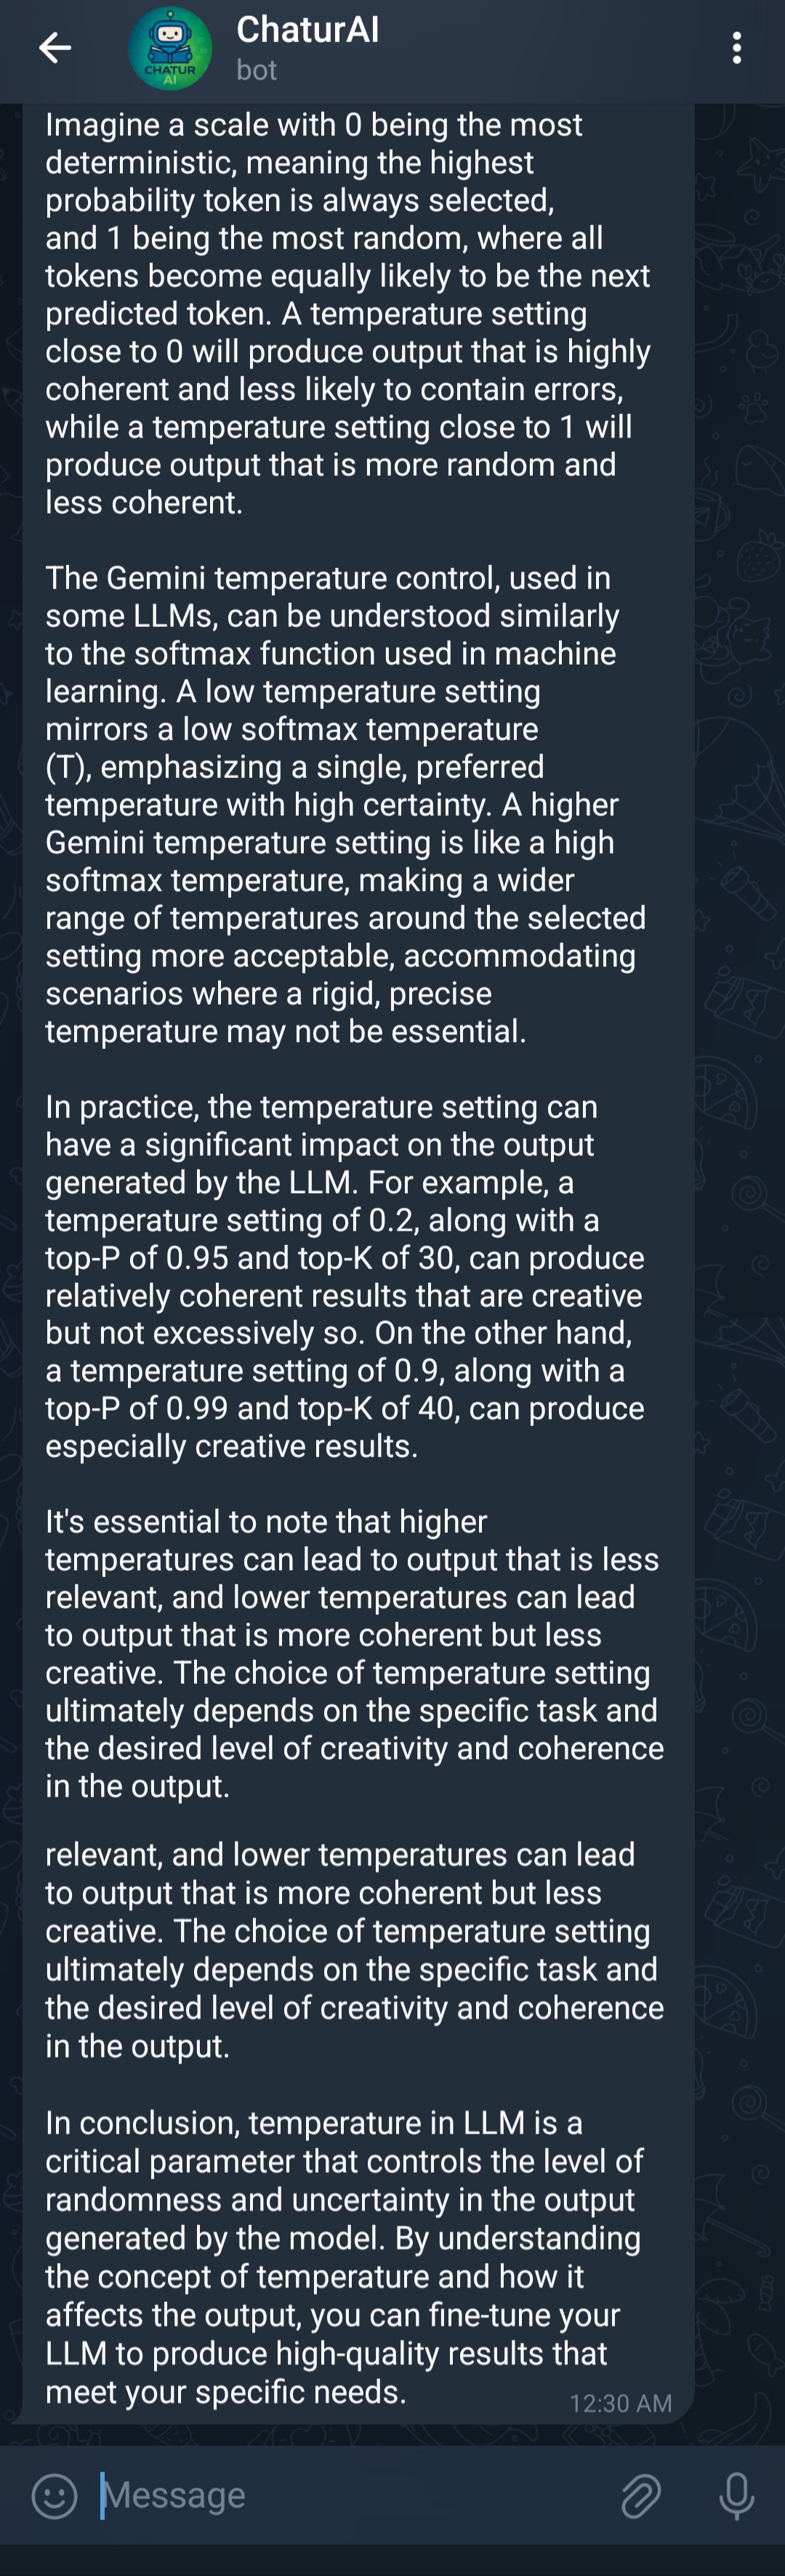 ChaturAI
bot
CHATUR
AI
Imagine a scale with 0 being the most
deterministic, meaning the highest
probability token is always selected,
and 1 being the most random, where all
tokens become equally likely to be the next
predicted token. A temperature setting
close to 0 will produce output that is highly
coherent and less likely to contain errors,
while a temperature setting close to 1 will
produce output that is more random and
less coherent.
The Gemini temperature control, used in
some LLMs, can be understood similarly
to the softmax function used in machine
learning. A low temperature setting
mirrors a low softmax temperature
(T), emphasizing a single, preferred
temperature with high certainty. A higher
Gemini temperature setting is like a high
softmax temperature, making a wider
range of temperatures around the selected
setting more acceptable, accommodating
scenarios where a rigid, precise
temperature may not be essential.
In practice, the temperature setting can
have a significant impact on the output
generated by the LLM. For example, a
temperature setting of 0.2, along with a
top-P of 0.95 and top-K of 30, can produce
relatively coherent results that are creative
but not excessively so. On the other hand,
a temperature setting of 0.9, along with a
top-P of 0.99 and top-K of 40, can produce
especially creative results.
It's essential to note that higher
temperatures can lead to output that is less
relevant, and lower temperatures can lead
to output that is more coherent but less
creative. The choice of temperature setting
ultimately depends on the specific task and
the desired level of creativity and coherence
in the output.
relevant, and lower temperatures can lead
to output that is more coherent but less
creative. The choice of temperature setting
ultimately depends on the specific task and
the desired level of creativity and coherence
in the output.
In conclusion, temperature in LLM is a
critical parameter that controls the level of
randomness and uncertainty in the output
generated by the model. By understanding
the concept of temperature and how it
affects the output, you can fine-tune your
LLM to produce high-quality results that
meet your specific needs.
12:30 AM
Message